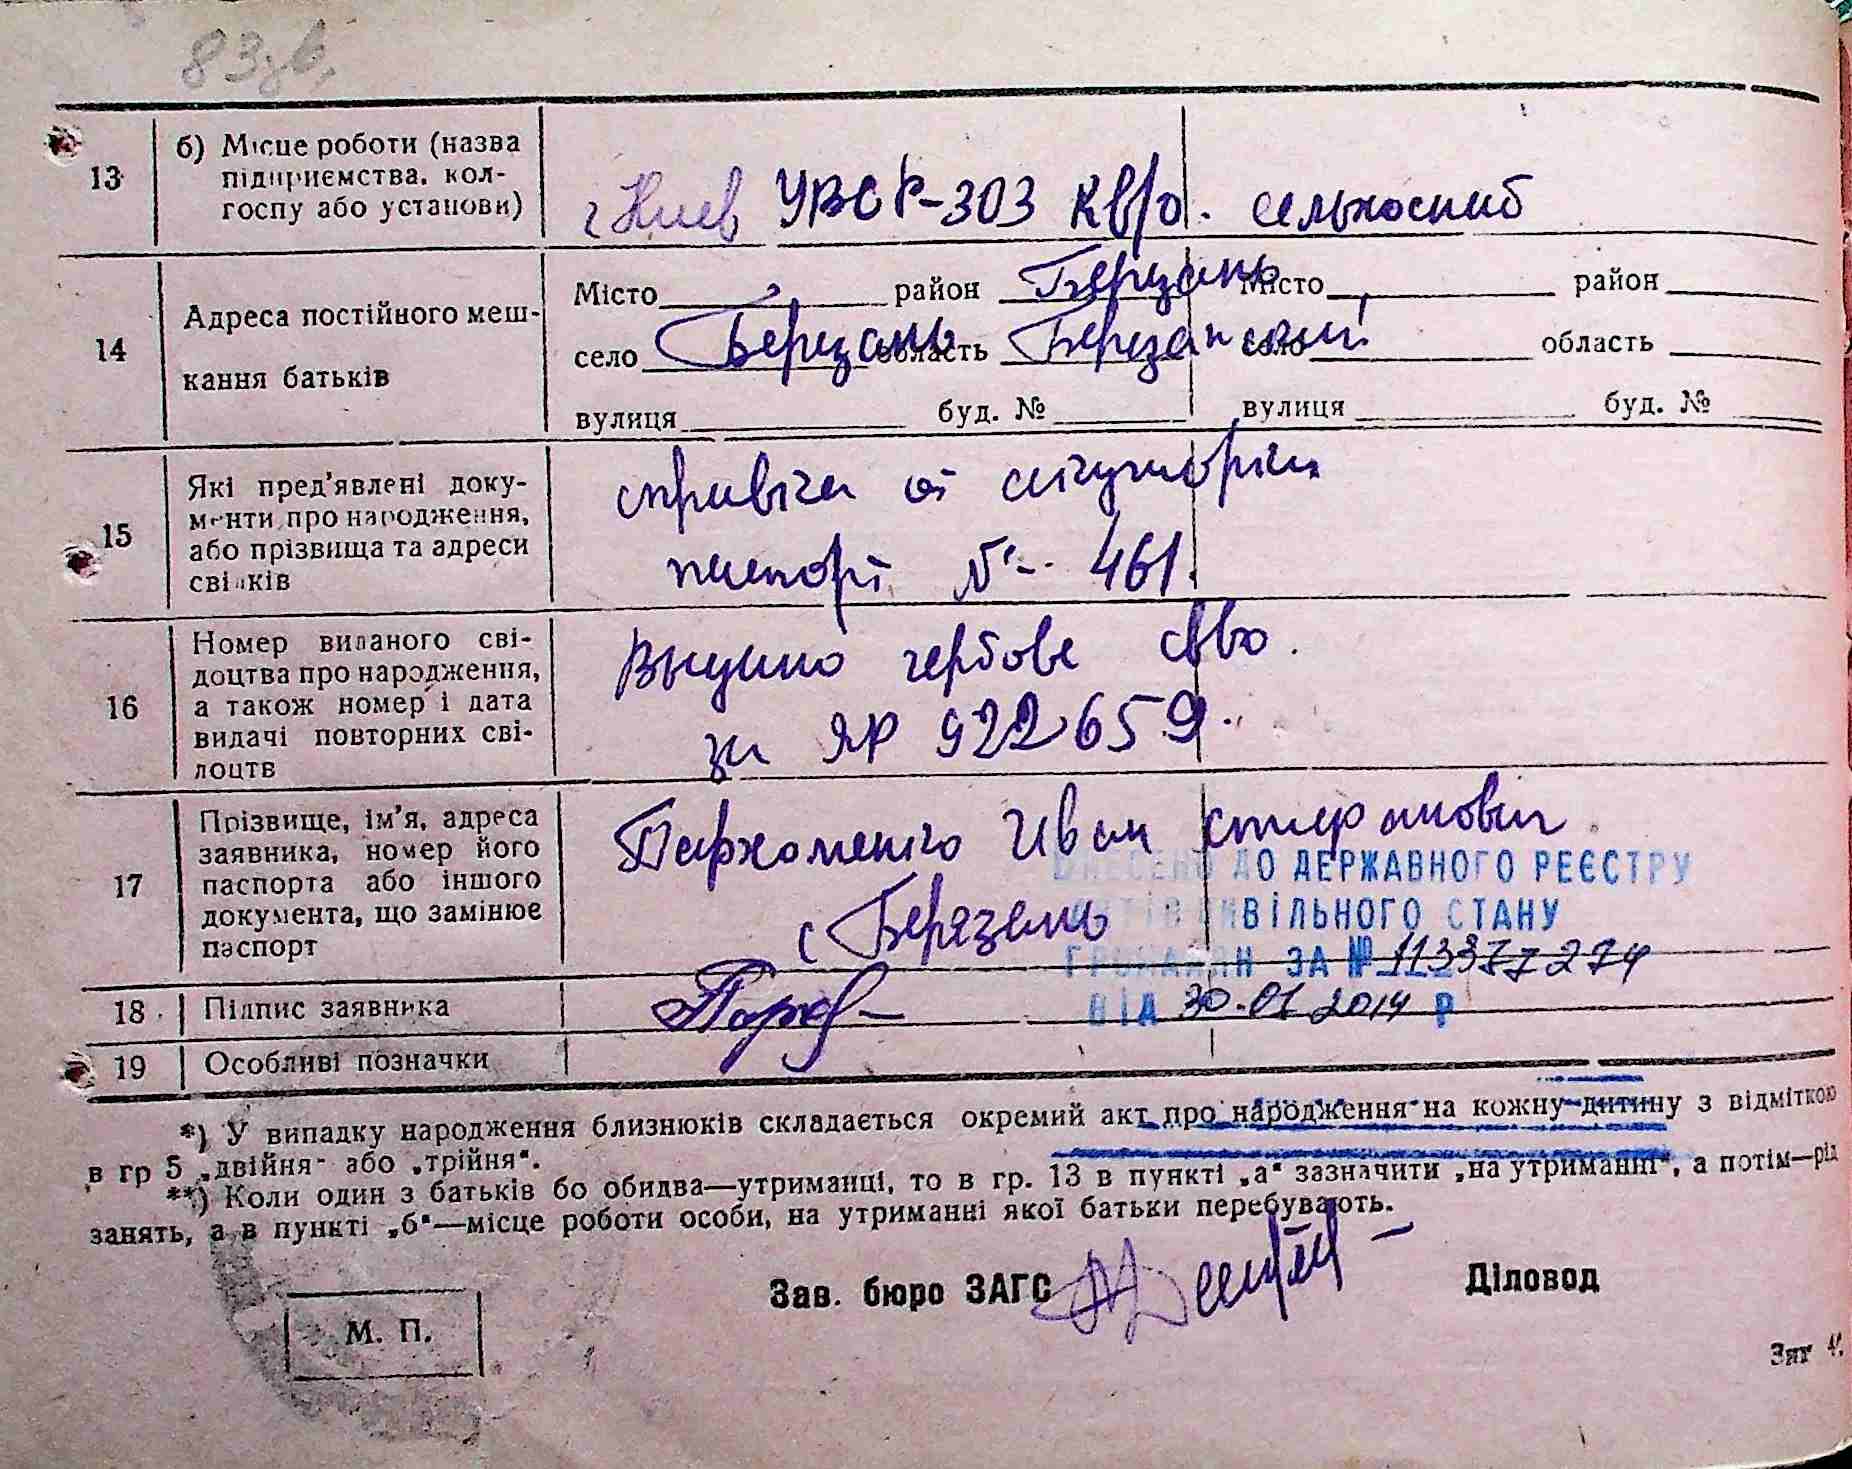 83зв.
13
б) Місце роботи (назва
підприємства, кол-
госпу або установи)
г Киев УВСР-303 Кв/о. сельхоснаб
14
Адреса постійного меш-
кання батьків
Місто район Березань Місто район
село Березань область Березанський село область
вулиця буд. № вулиця буд. №
15
Які пред'явлені доку-
менти про народження,
або прізвища та адреси
свідків
справка
паспорт № 461.
16
Номер виданого сві-
доцтва про народження,
а також номер і дата
видачі повторних сві-
доцтв
гербове св-во.
за ЯР 922659.
17
Прізвище, ім'я, адреса
заявника, номер його
паспорта або іншого
документа, що замінює
паспорт
Пархоменко Иван
с Березань
ВНЕСЕНО ДО ДЕРЖАВНОГО РЕЄСТРУ
АКТІВ ЦИВІЛЬНОГО СТАНУ
ГРОМАДЯН ЗА № 113377274
ВІД 30.01 2014 Р
18
Підпис заявника
19
Особливі позначки
*) У випадку народження близнюків складається окремий акт про народження на кожну дитину з відміткою
в гр 5 „двійня" або „трійня".
**) Коли один з батьків бо обидва—утриманці, то в гр. 13 в пункті „а" зазначити „на утриманні", а потім—рід
занять, а в пункті „б"—місце роботи особи, на утриманні якої батьки перебувають.
Зав. бюро ЗАГС
Діловод
М. П.